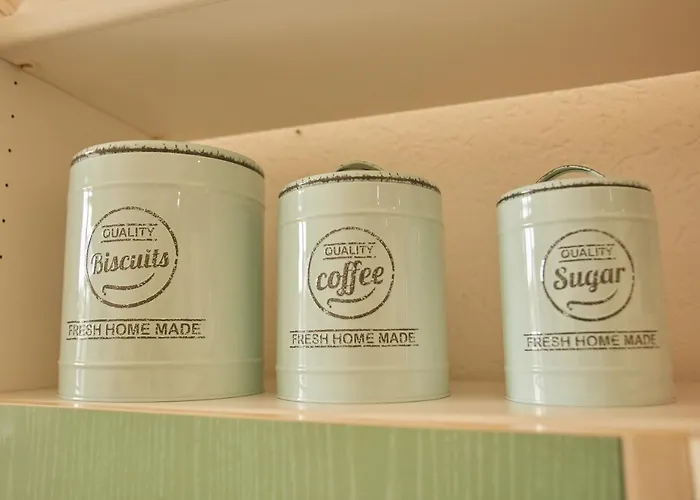 QUALITY
Biscuits
FRESH HOME MADE
QUALITY
coffee
FRESH HOME MADE
QUALITY
Sugar
FRESH HOME MADE